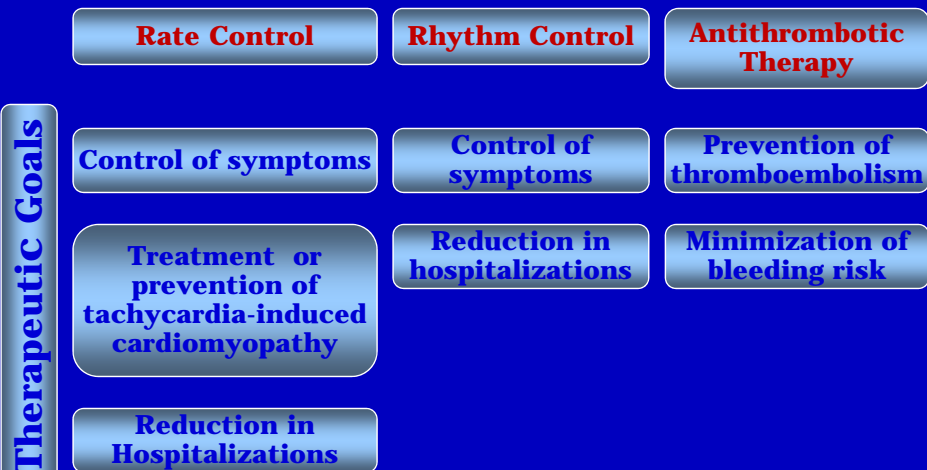 Rate Control
Rhythm Control
Antithrombotic
Therapy
Therapeutic Goals
Control of symptoms
Control of
symptoms
Prevention of
thromboembolism
Treatment or
prevention of
tachycardia-induced
cardiomyopathy
Reduction in
hospitalizations
Minimization of
bleeding risk
Reduction in
Hospitalizations